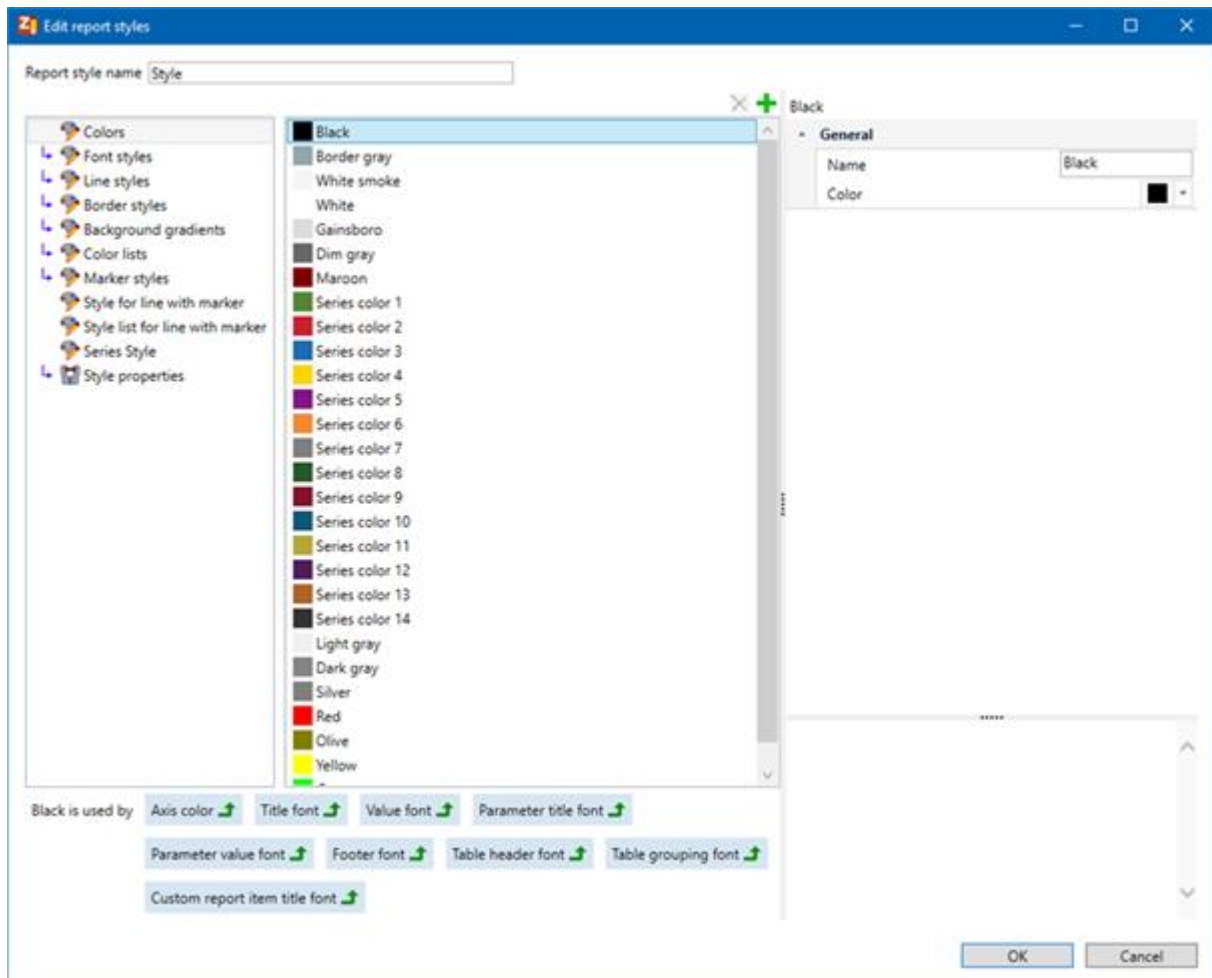 Edit report styles
Report style name Style
Black
Colors
Font styles
Line styles
Border styles
Background gradients
Color lists
Marker styles
Style for line with marker
Style list for line with marker
Series Style
Style properties
Black
Border gray
White smoke
White
Gainsboro
Dim gray
Maroon
Series color 1
Series color 2
Series color 3
Series color 4
Series color 5
Series color 6
Series color 7
Series color 8
Series color 9
Series color 10
Series color 11
Series color 12
Series color 13
Series color 14
Light gray
Dark gray
Silver
Red
Olive
Yellow
General
Name Black
Color
Black is used by Axis color Title font Value font Parameter title font
Parameter value font Footer font Table header font Table grouping font
Custom report item title font
OK Cancel